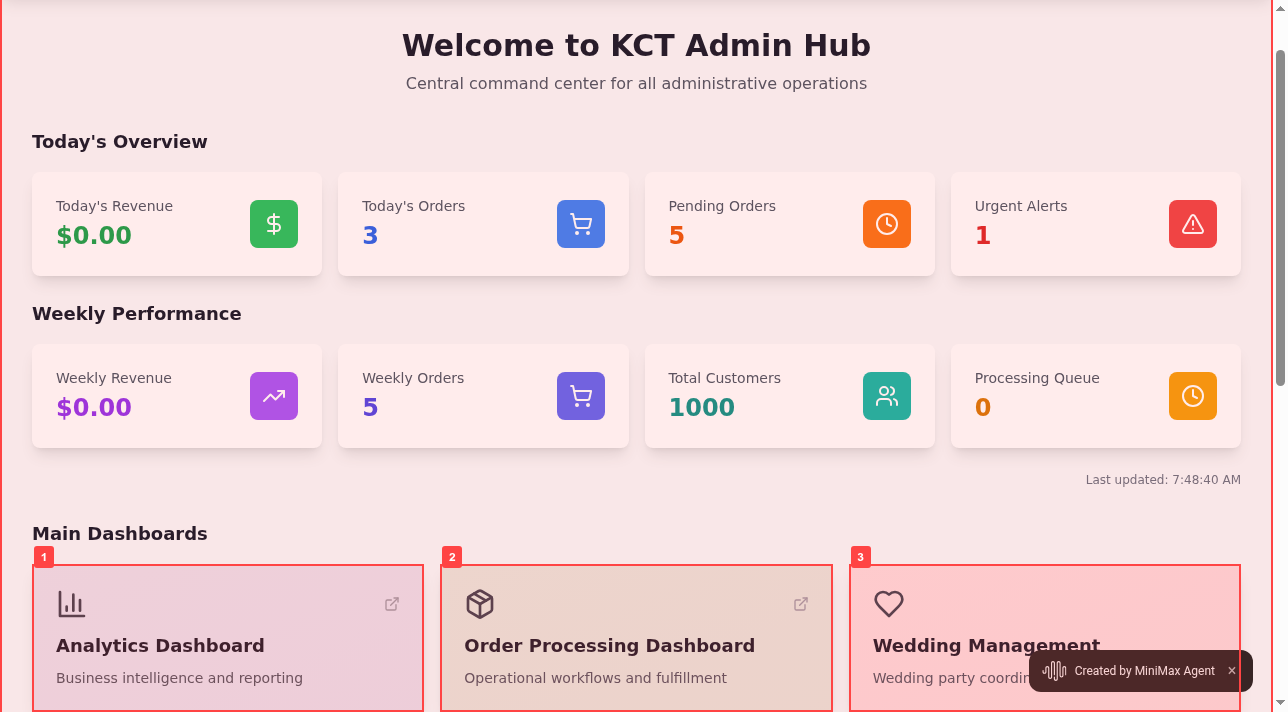 Welcome to KCT Admin Hub
Central command center for all administrative operations
Today's Overview
Today's Revenue
$0.00
Today's Orders
3
Pending Orders
5
Urgent Alerts
1
Weekly Performance
Weekly Revenue
$0.00
Weekly Orders
5
Total Customers
1000
Processing Queue
0
Last updated: 7:48:40 AM
Main Dashboards
1
Analytics Dashboard
Business intelligence and reporting
2
Order Processing Dashboard
Operational workflows and fulfillment
3
Wedding Management
Wedding party
Created by MiniMax Agent ×